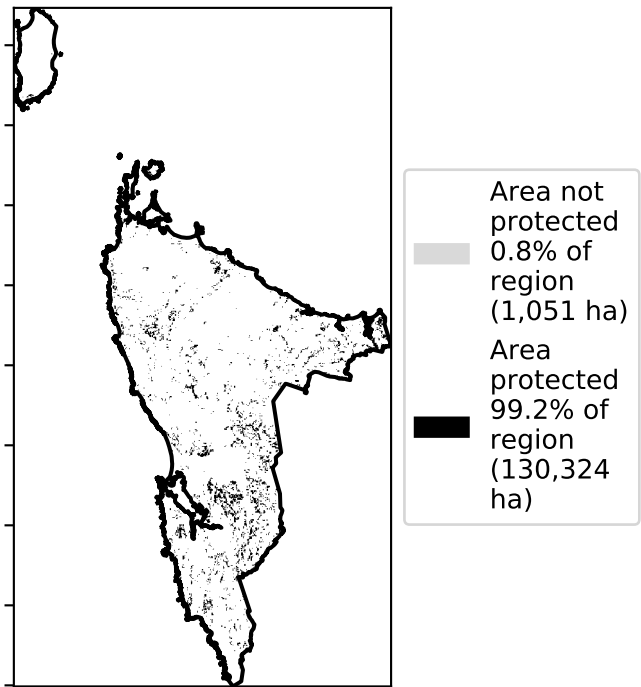 Area not
protected
0.8% of
region
(1,051 ha)
Area
protected
99.2% of
region
(130,324
ha)